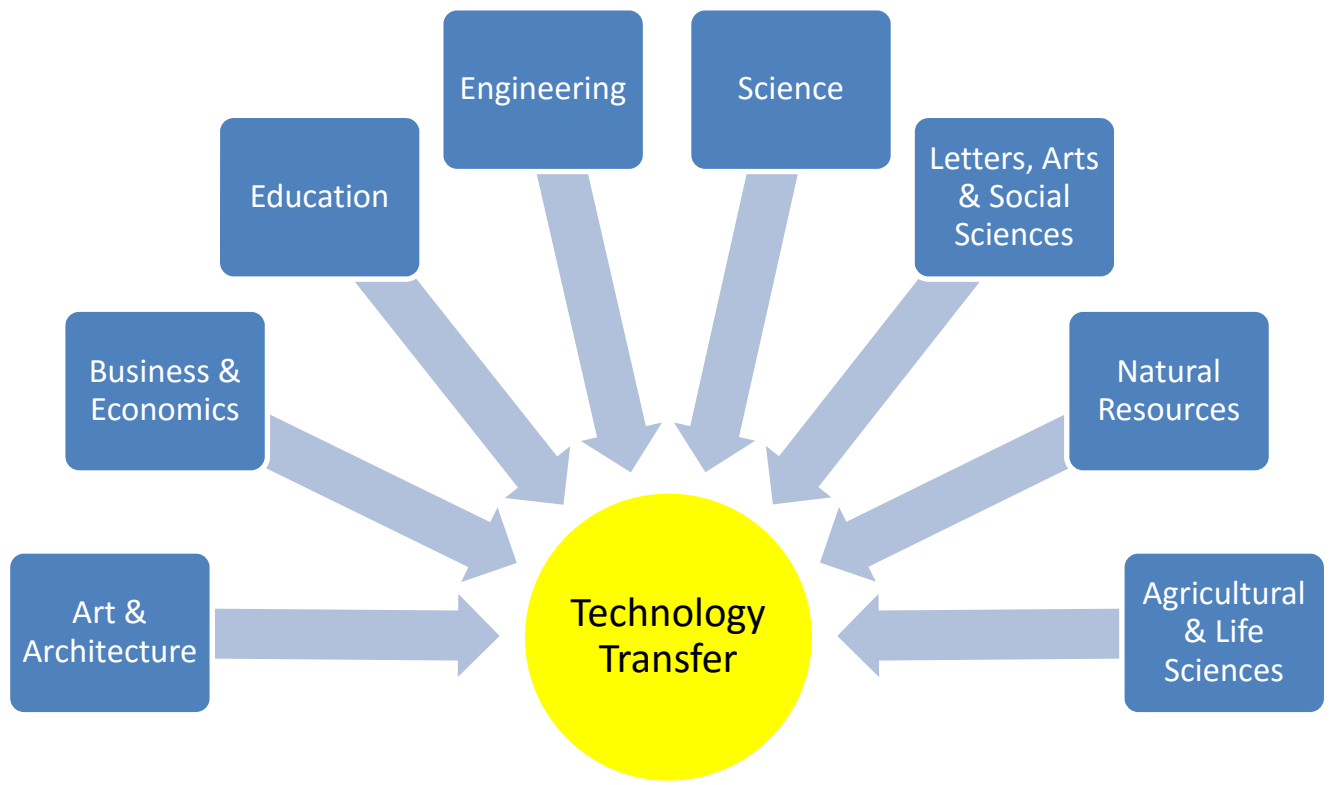 Engineering
Science
Education
Letters, Arts
& Social
Sciences
Business &
Economics
Natural
Resources
Art &
Architecture
Technology
Transfer
Agricultural
& Life
Sciences